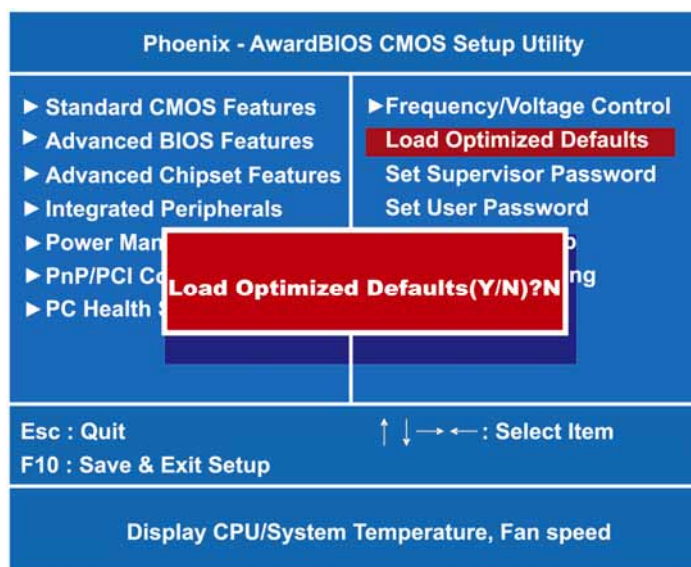 Phoenix - AwardBIOS CMOS Setup Utility
► Standard CMOS Features
► Advanced BIOS Features
► Advanced Chipset Features
► Integrated Peripherals
► Power
► PnP/PCI
► PC Health
►Frequency/Voltage Control
Load Optimized Defaults
Set Supervisor Password
Set User Password
Load Optimized Defaults(Y/N)?N
Esc : Quit
↑ ↓ → ← : Select Item
F10 : Save & Exit Setup
Display CPU/System Temperature, Fan speed